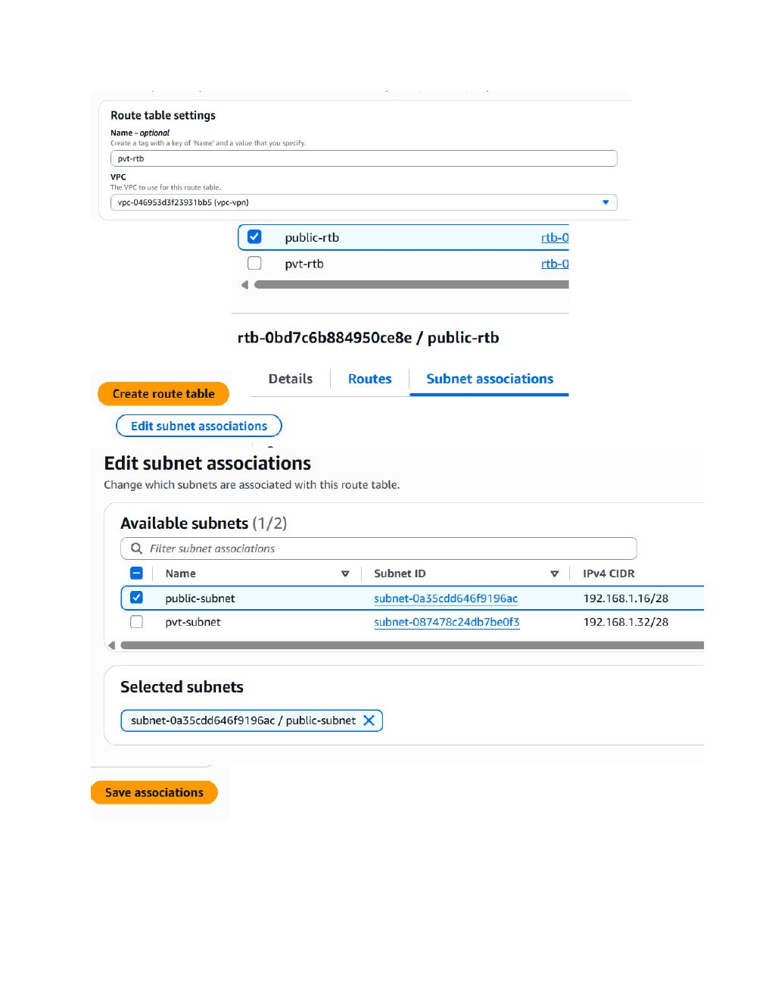 Route table settings
Name - optional
Create a tag with a key of 'Name' and a value that you specify.
pvt-rtb
VPC
The VPC to use for this route table.
vpc-046953d3f23931bb5 (vpc-vpn)
public-rtb rtb-0
pvt-rtb rtb-0
rtb-0bd7c6b884950ce8e / public-rtb
Details Routes Subnet associations
Create route table
Edit subnet associations
Edit subnet associations
Change which subnets are associated with this route table.
Available subnets (1/2)
Filter subnet associations
Name Subnet ID IPv4 CIDR
public-subnet subnet-0a35cdd646f9196ac 192.168.1.16/28
pvt-subnet subnet-087478c24db7be0f3 192.168.1.32/28
Selected subnets
subnet-0a35cdd646f9196ac / public-subnet
Save associations